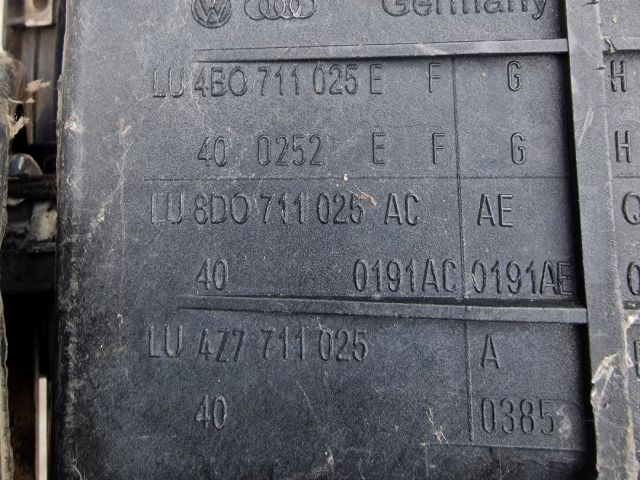 Germany
LU 4B0 711 025 E F G H
40 0252 E F G H
LU 8D0 711 025 AC AE Q
40 0191AC 0191AE
LU 4Z7 711 025 A
40 0385